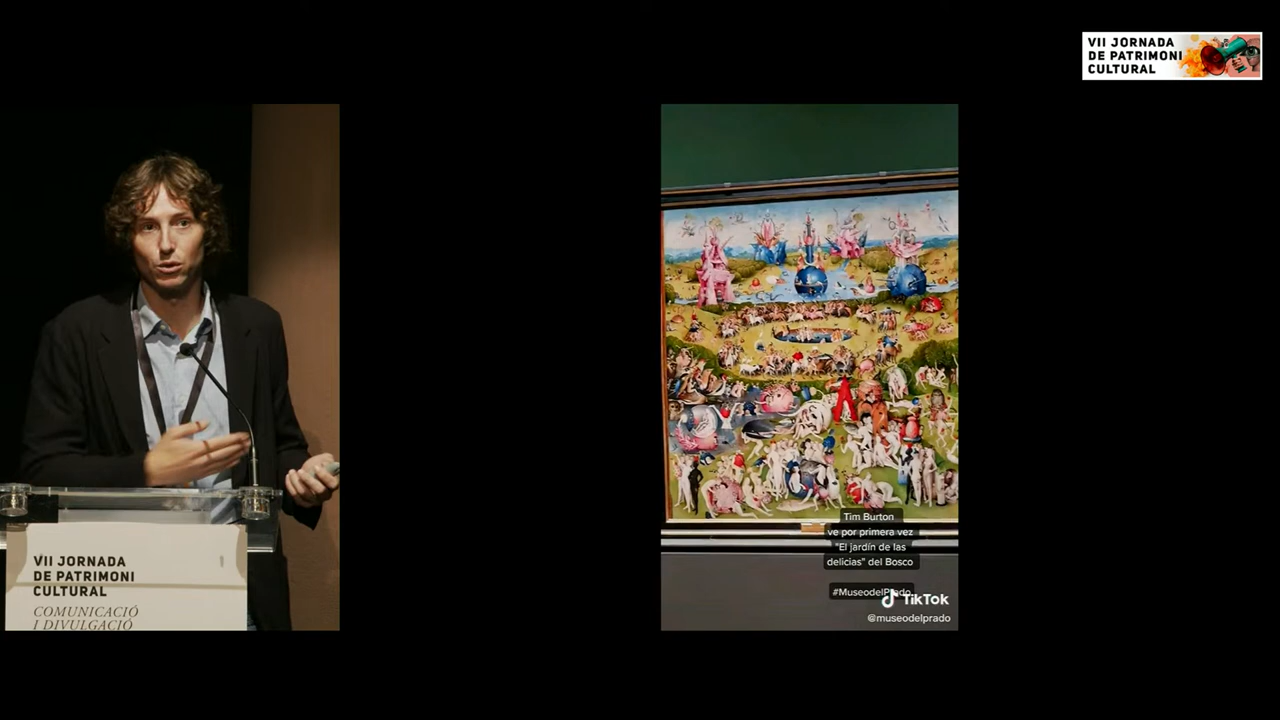 VII JORNADA
DE PATRIMONI
CULTURAL
VII JORNADA
DE PATRIMONI
CULTURAL
COMUNICACIÓ
I DIVULGACIÓ
Tim Burton
ve por primera vez
"El jardín de las
delicias" del Bosco
#MuseodelPrado
TikTok
@museodelprado